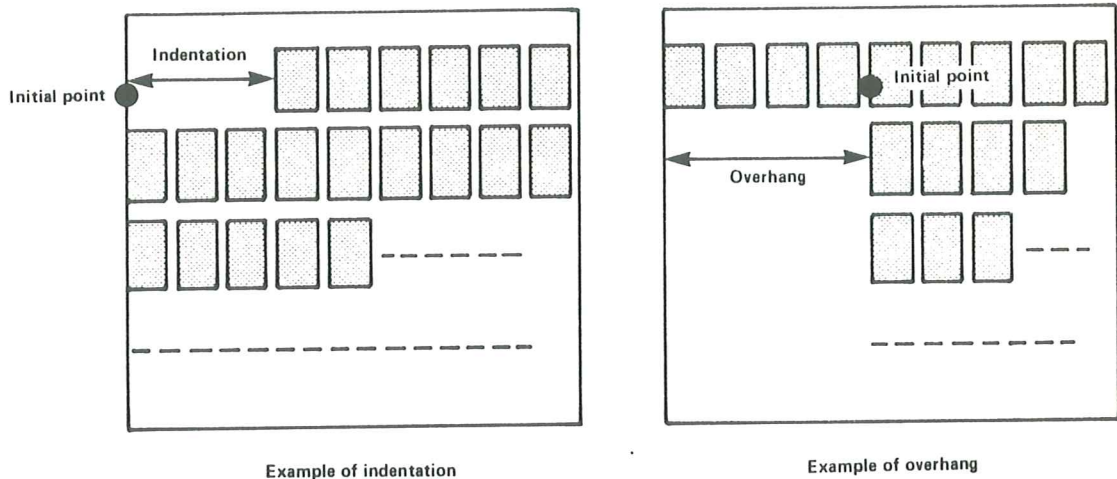 Indentation
Initial point
Example of indentation
Initial point
Overhang
Example of overhang